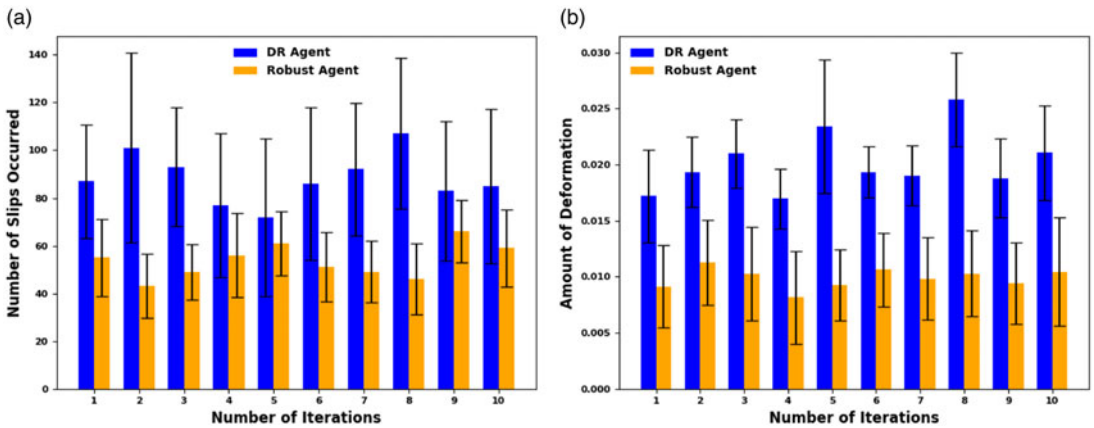 (a)
DR Agent
Robust Agent
140
120
100
80
60
40
20
0
Number of Slips Occurred
1 2 3 4 5 6 7 8 9 10
Number of Iterations
(b)
DR Agent
Robust Agent
0.030
0.025
0.020
0.015
0.010
0.005
0.000
Amount of Deformation
1 2 3 4 5 6 7 8 9 10
Number of Iterations